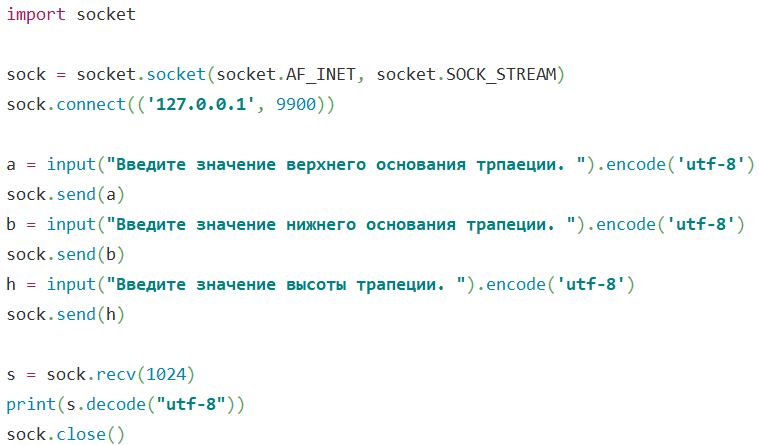 import socket
sock = socket.socket(socket.AF_INET, socket.SOCK_STREAM)
sock.connect(('127.0.0.1', 9900))
a = input("Введите значение верхнего основания трпаеции. ").encode('utf-8')
sock.send(a)
b = input("Введите значение нижнего основания трапеции. ").encode('utf-8')
sock.send(b)
h = input("Введите значение высоты трапеции. ").encode('utf-8')
sock.send(h)
s = sock.recv(1024)
print(s.decode("utf-8"))
sock.close()